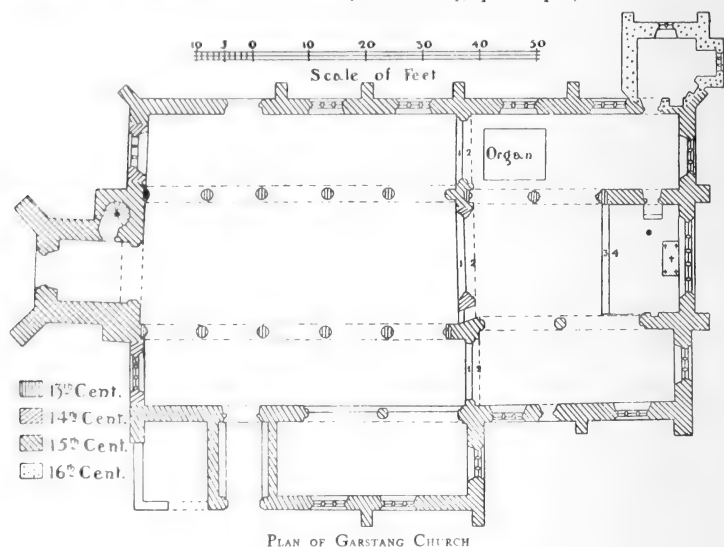 10 5 0 10 20 30 40 50
Scale of Feet
Organ
1 2
1 2
3 4
1 2
13th Cent.
14th Cent.
15th Cent.
16th Cent.
PLAN OF GARSTANG CHURCH